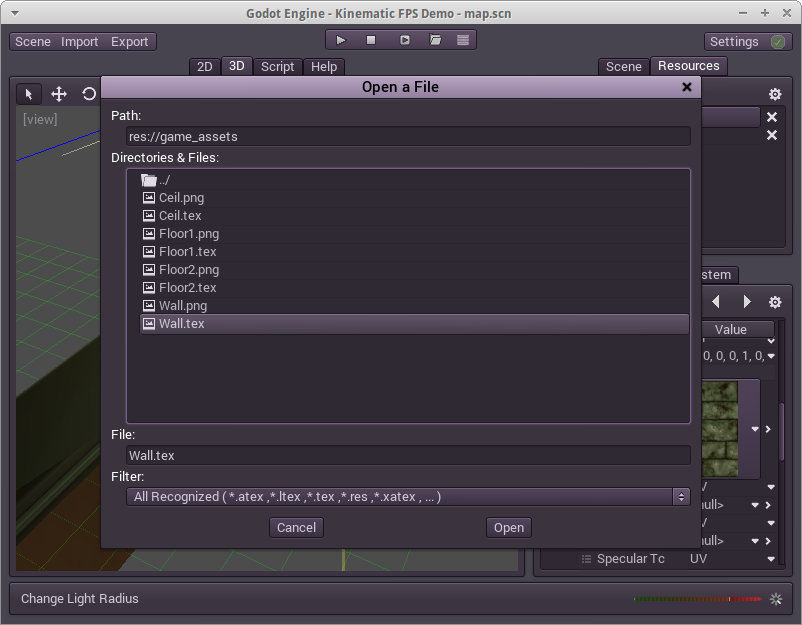 Godot Engine - Kinematic FPS Demo - map.scn
Scene Import Export
Settings
2D 3D Script Help
Scene Resources
Open a File
[view]
Path:
res://game_assets
Directories & Files:
../
Ceil.png
Ceil.tex
Floor1.png
Floor1.tex
Floor2.png
Floor2.tex
Wall.png
Wall.tex
stem
Value
0, 0, 0, 1, 0,
File:
Wall.tex
Filter:
All Recognized ( *.atex ,*.ltex ,*.tex ,*.res ,*.xatex , ... )
Cancel Open
V
null>
V
null>
Specular Tc UV
Change Light Radius